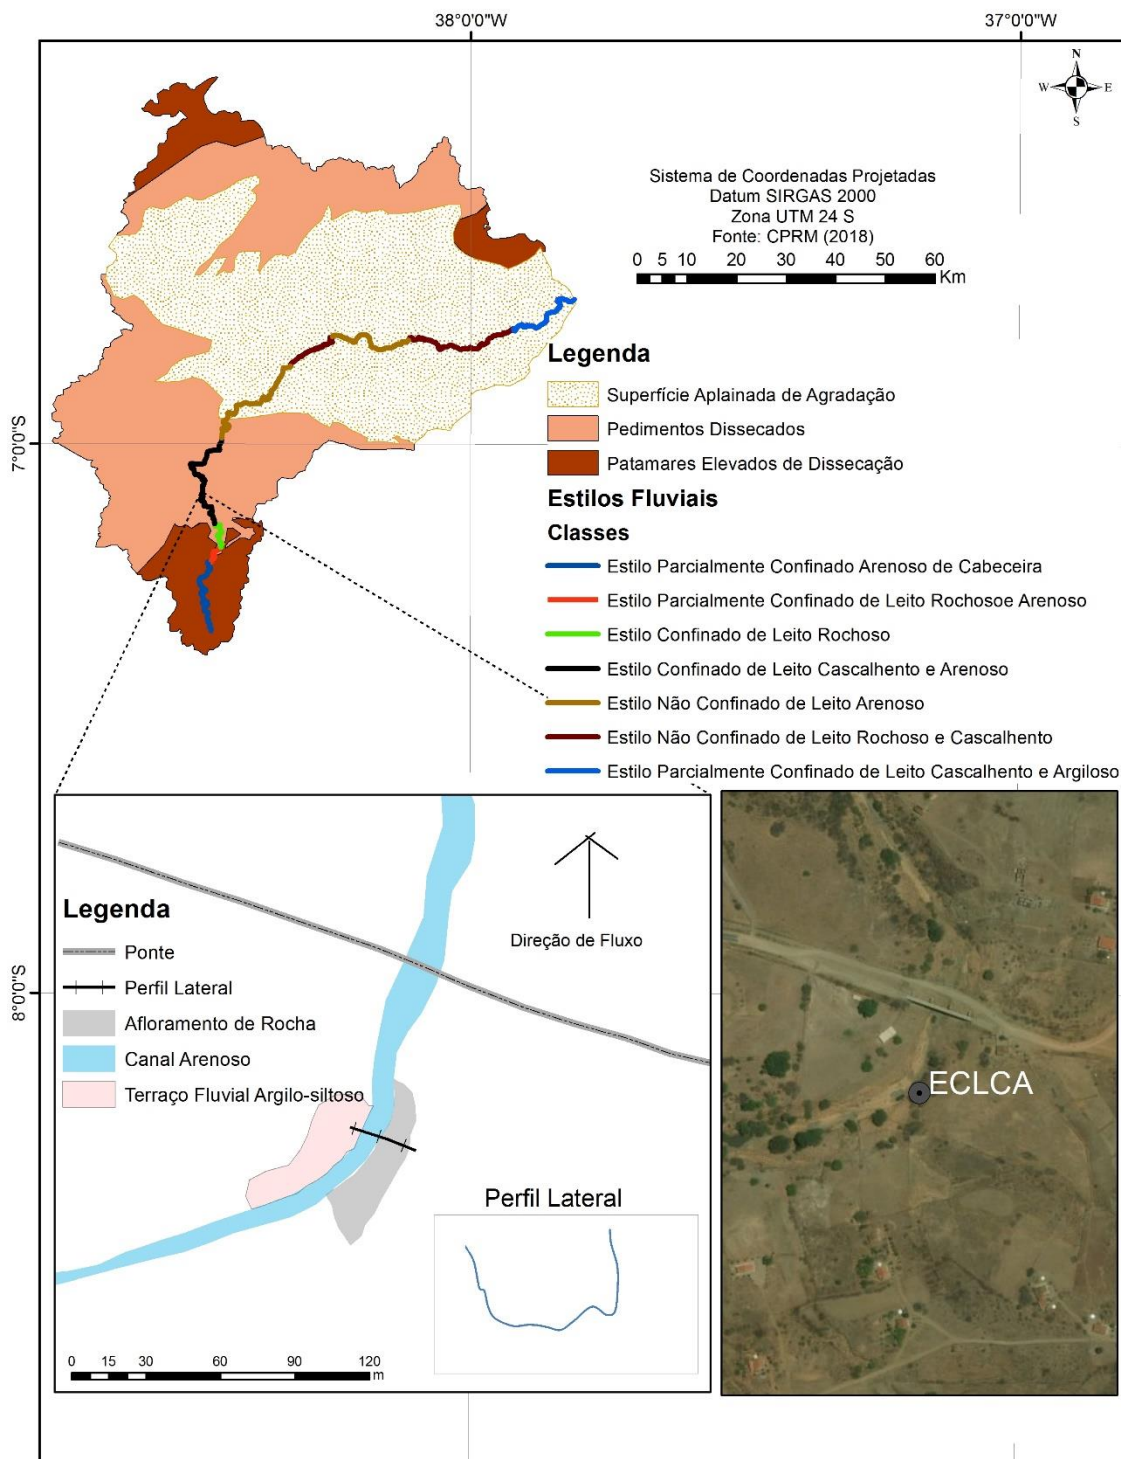 38°0'0"W
37°0'0"W
N
W
E
S
Sistema de Coordenadas Projetadas
Datum SIRGAS 2000
Zona UTM 24 S
Fonte: CPRM (2018)
0 5 10 20 30 40 50 60
Km
Legenda
Superfície Aplainada de Agradação
Pedimentos Dissecados
Patamares Elevados de Dissecação
7°0'0"S
Estilos Fluviais
Classes
Estilo Parcialmente Confinado Arenoso de Cabeceira
Estilo Parcialmente Confinado de Leito Rochosoe Arenoso
Estilo Confinado de Leito Rochoso
Estilo Confinado de Leito Cascalhento e Arenoso
Estilo Não Confinado de Leito Arenoso
Estilo Não Confinado de Leito Rochoso e Cascalhento
Estilo Parcialmente Confinado de Leito Cascalhento e Argiloso
8°0'0"S
Legenda
Ponte
Perfil Lateral
Afloramento de Rocha
Canal Arenoso
Terraço Fluvial Argilo-siltoso
Direção de Fluxo
Perfil Lateral
0 15 30 60 90 120
m
ECLCA